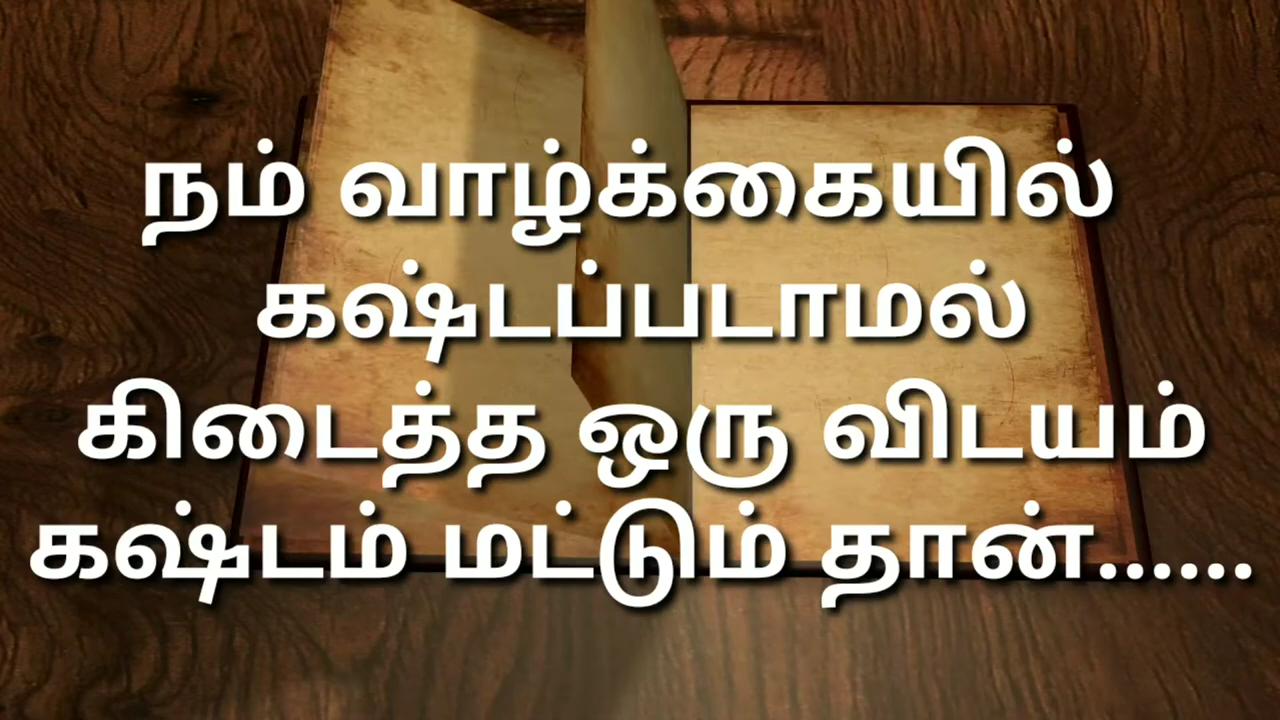 நம் வாழ்க்கையில்
கஷ்டப்படாமல்
கிடைத்த ஒரு விடயம்
கஷ்டம் மட்டும் தான்......